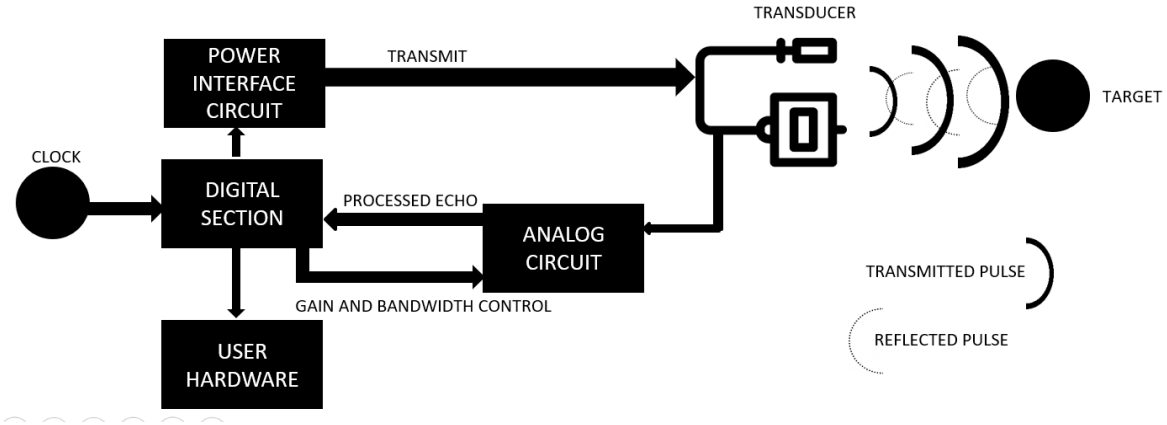 TRANSDUCER
POWER
INTERFACE
CIRCUIT
TRANSMIT
TARGET
CLOCK
DIGITAL
SECTION
PROCESSED ECHO
ANALOG
CIRCUIT
GAIN AND BANDWIDTH CONTROL
TRANSMITTED PULSE
REFLECTED PULSE
USER
HARDWARE